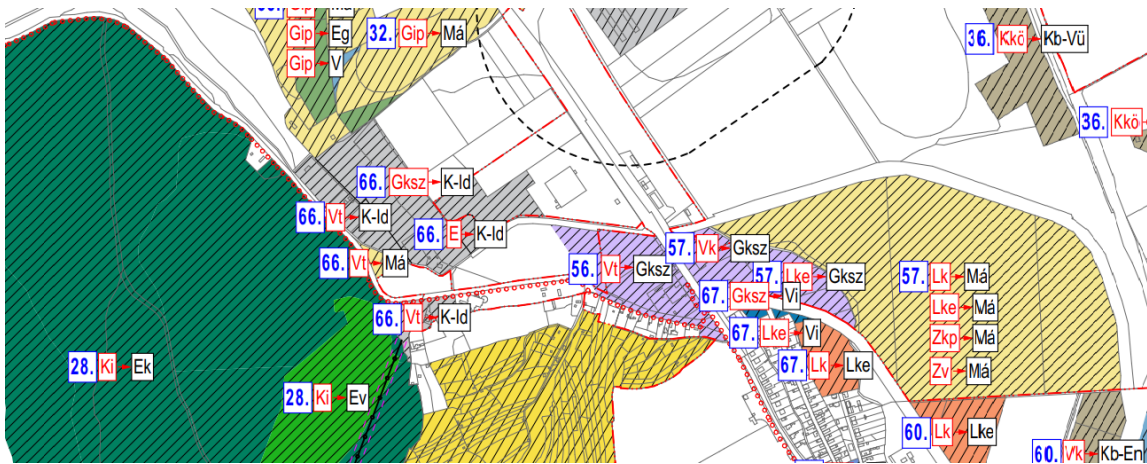 Gip Eg
32. Gip Má
Gip V
36. Kkö Kb-Vü
36. Kkö
66. Gksz K-Id
66. Vt K-Id
66. E K-Id
66. Vt Má
57. Vk Gksz
56. Vt Gksz
57. Lke Gksz
67. Gksz Vi
57. Lk Má
Lke Má
Zkp Má
Zv Má
66. Vt K-Id
67. Lke Vi
67. Lk Lke
28. Ki Ek
28. Ki Ev
60. Lk Lke
60. Vk